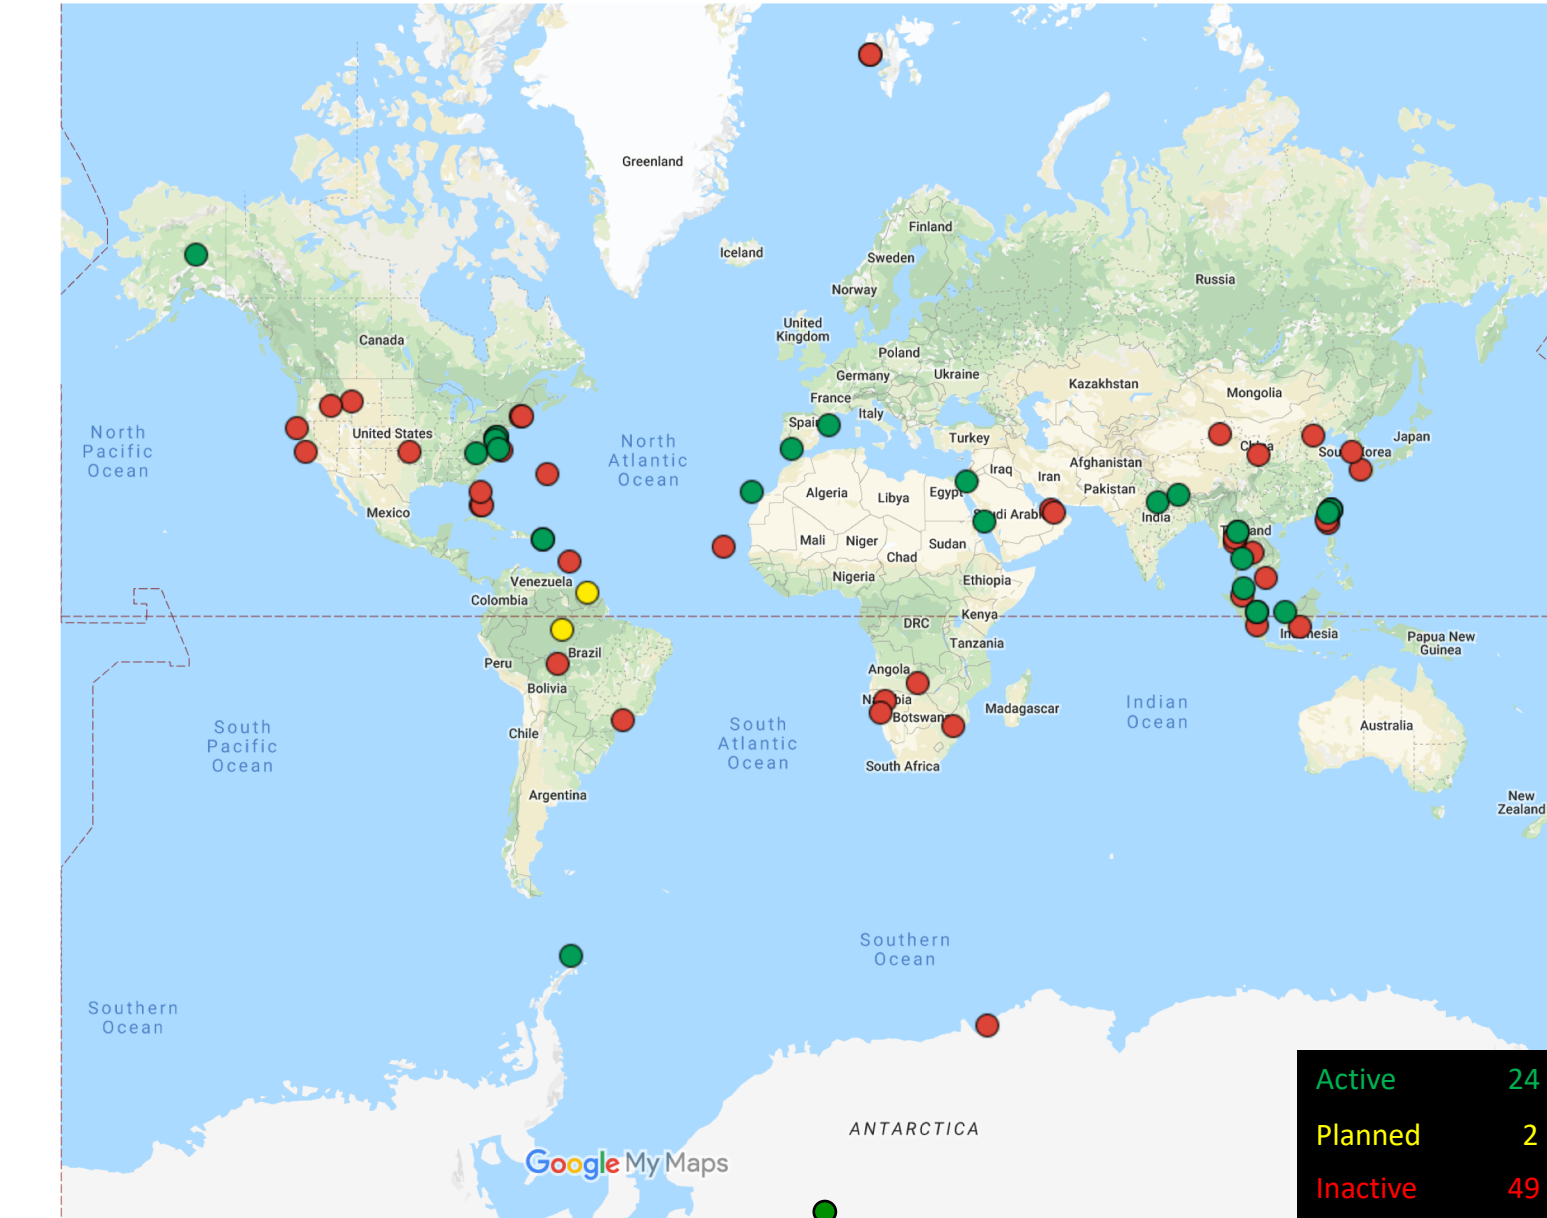 Greenland
Iceland
Finland
Sweden
Norway
Russia
United
Kingdom
Canada
Poland
Germany
Ukraine
Kazakhstan
Mongolia
France
Italy
Spain
Turkey
United States
North
Pacific
Ocean
North
Atlantic
Ocean
Japan
Afghanistan
Iraq
Iran
Pakistan
Algeria
Libya
Egypt
India
Mexico
Mali
Niger
Chad
Sudan
Nigeria
Ethiopia
Venezuela
Colombia
Kenya
DRC
Tanzania
Papua New
Guinea
Brazil
Peru
Angola
Bolivia
Madagascar
Botswan
Indian
Ocean
South
Pacific
Ocean
South
Atlantic
Ocean
Chile
Australia
South Africa
Argentina
New
Zealand
Southern
Ocean
Southern
Ocean
ANTARCTICA
Google My Maps
Active 24
Planned 2
Inactive 49